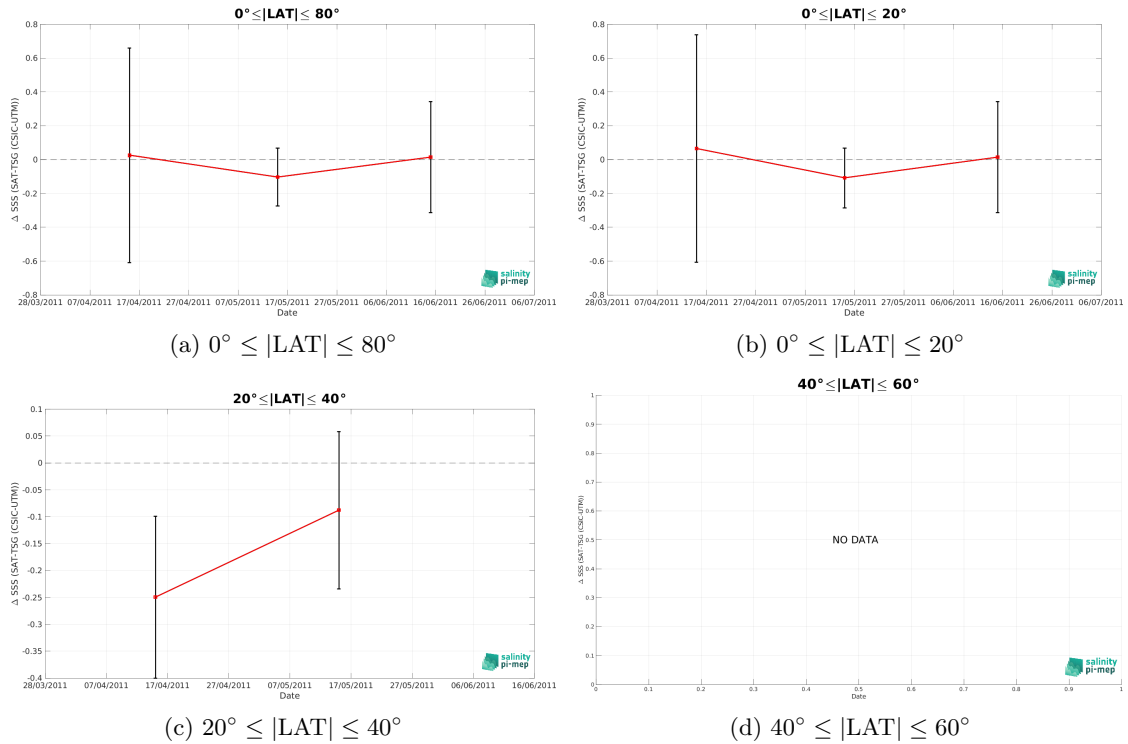 0°≤|LAT|≤ 80°
0.8
0.6
0.4
0.2
0
-0.2
-0.4
-0.6
-0.8
Δ SSS (SAT-TSG (CSIC-UTM))
28/03/2011 07/04/2011 17/04/2011 27/04/2011 07/05/2011 17/05/2011 27/05/2011 06/06/2011 16/06/2011 26/06/2011 06/07/2011
Date
salinity
pi-mep
(a) 0° ≤ |LAT| ≤ 80°
0°≤|LAT|≤ 20°
0.8
0.6
0.4
0.2
0
-0.2
-0.4
-0.6
-0.8
Δ SSS (SAT-TSG (CSIC-UTM))
28/03/2011 07/04/2011 17/04/2011 27/04/2011 07/05/2011 17/05/2011 27/05/2011 06/06/2011 16/06/2011 26/06/2011 06/07/2011
Date
salinity
pi-mep
(b) 0° ≤ |LAT| ≤ 20°
20°≤|LAT|≤ 40°
0.1
0.05
0
-0.05
-0.1
-0.15
-0.2
-0.25
-0.3
-0.35
-0.4
Δ SSS (SAT-TSG (CSIC-UTM))
28/03/2011 07/04/2011 17/04/2011 27/04/2011 07/05/2011 17/05/2011 27/05/2011 06/06/2011 16/06/2011
Date
salinity
pi-mep
(c) 20° ≤ |LAT| ≤ 40°
40°≤|LAT|≤ 60°
1
0.9
0.8
0.7
0.6
0.5
0.4
0.3
0.2
0.1
0
Δ SSS (SAT-TSG (CSIC-UTM))
NO DATA
0 0.1 0.2 0.3 0.4 0.5 0.6 0.7 0.8 0.9 1
Date
salinity
pi-mep
(d) 40° ≤ |LAT| ≤ 60°